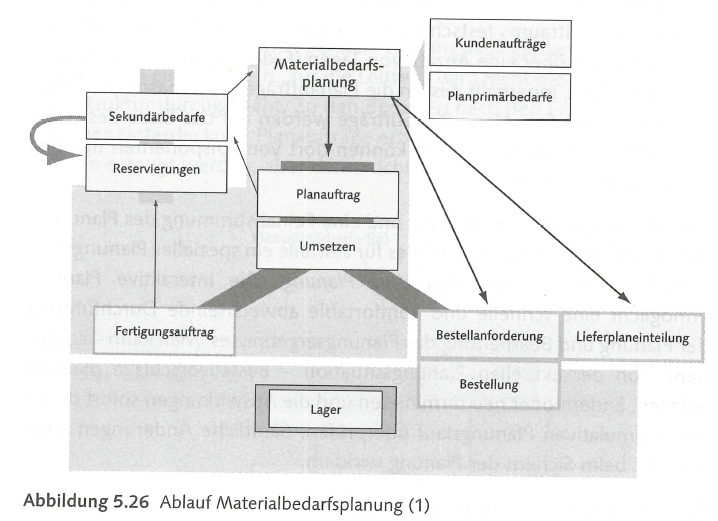 Kundenaufträge
Materialbedarfs-
planung
Planprimärbedarfe
Sekundärbedarfe
Reservierungen
Planauftrag
Umsetzen
Fertigungsauftrag
Bestellanforderung
Lieferplaneinteilung
Bestellung
Lager
Abbildung 5.26 Ablauf Materialbedarfsplanung (1)